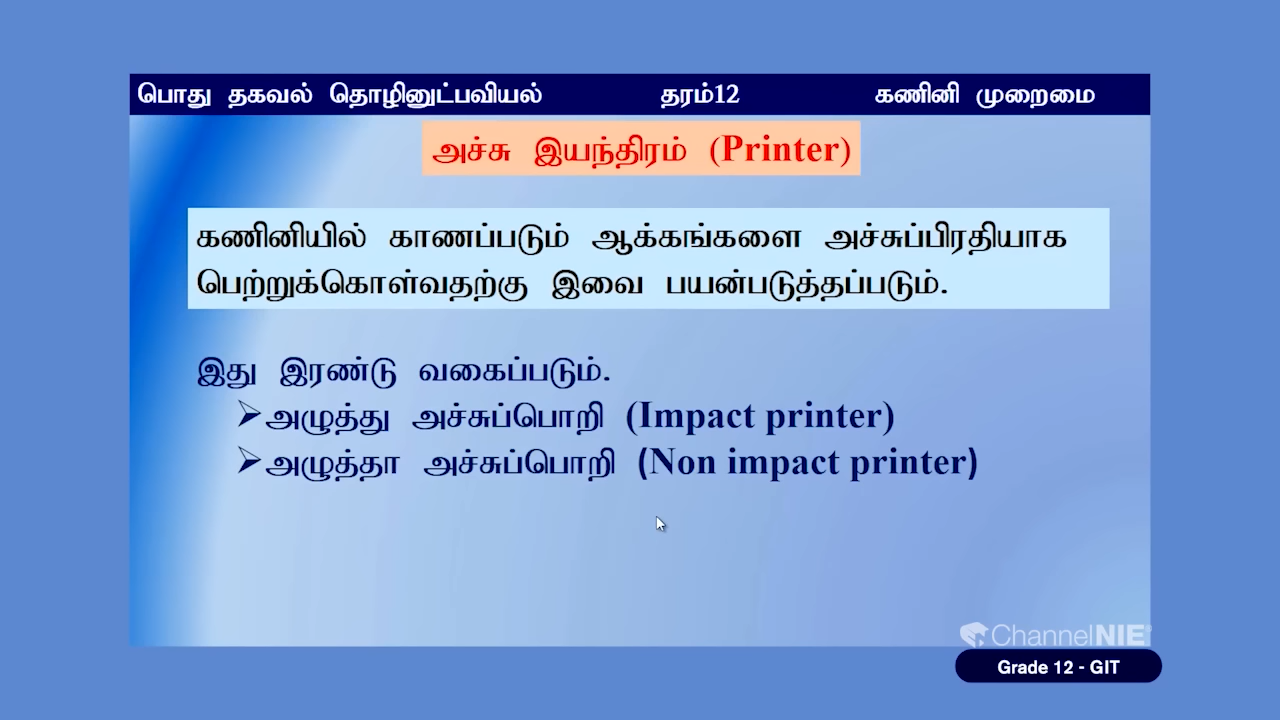 பொது தகவல் தொழினுட்பவியல் தரம்12 கணினி முறைமை
அச்சு இயந்திரம் (Printer)
கணினியில் காணப்படும் ஆக்கங்களை அச்சுப்பிரதியாக
பெற்றுக்கொள்வதற்கு இவை பயன்படுத்தப்படும்.
இது இரண்டு வகைப்படும்.
➢அழுத்து அச்சுப்பொறி (Impact printer)
➢அழுத்தா அச்சுப்பொறி (Non impact printer)
ChannelNIE®
Grade 12 - GIT